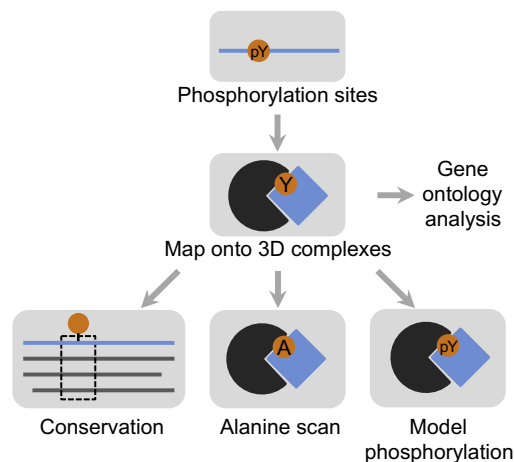 pY
Phosphorylation sites
Y
Gene
ontology
analysis
Map onto 3D complexes
A
pY
Conservation
Alanine scan
Model
phosphorylation